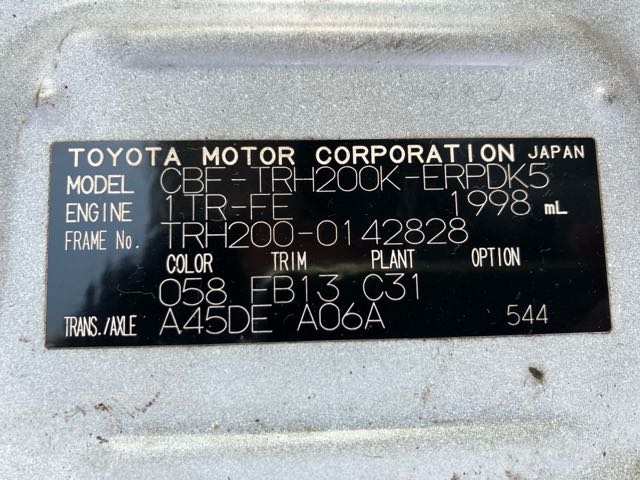 TOYOTA MOTOR CORPORATION JAPAN
MODEL CBF-TRH200K-ERPDK5
ENGINE 1TR-FE 1998 mL
FRAME No. TRH200-0142828
COLOR TRIM PLANT OPTION
058 FB13 C31
TRANS./AXLE A45DE A06A 544